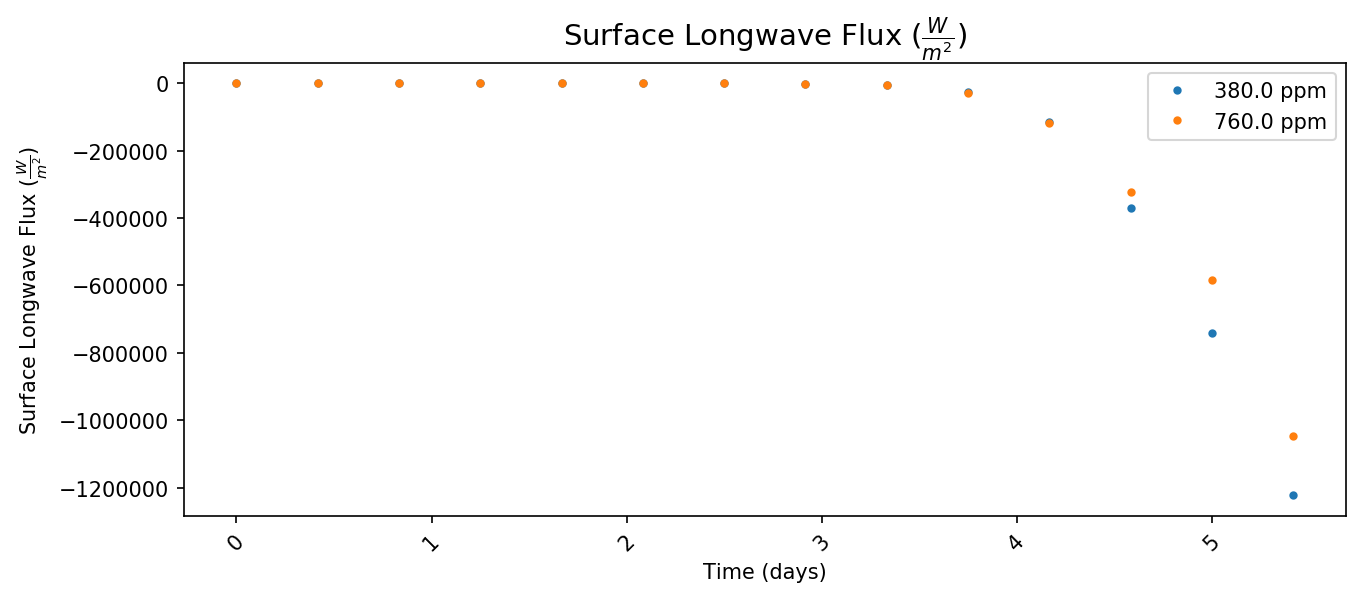 Surface Longwave Flux (W/m²)
380.0 ppm
760.0 ppm
Surface Longwave Flux (W/m²)
0
−200000
−400000
−600000
−800000
−1000000
−1200000
0
1
2
3
4
5
Time (days)